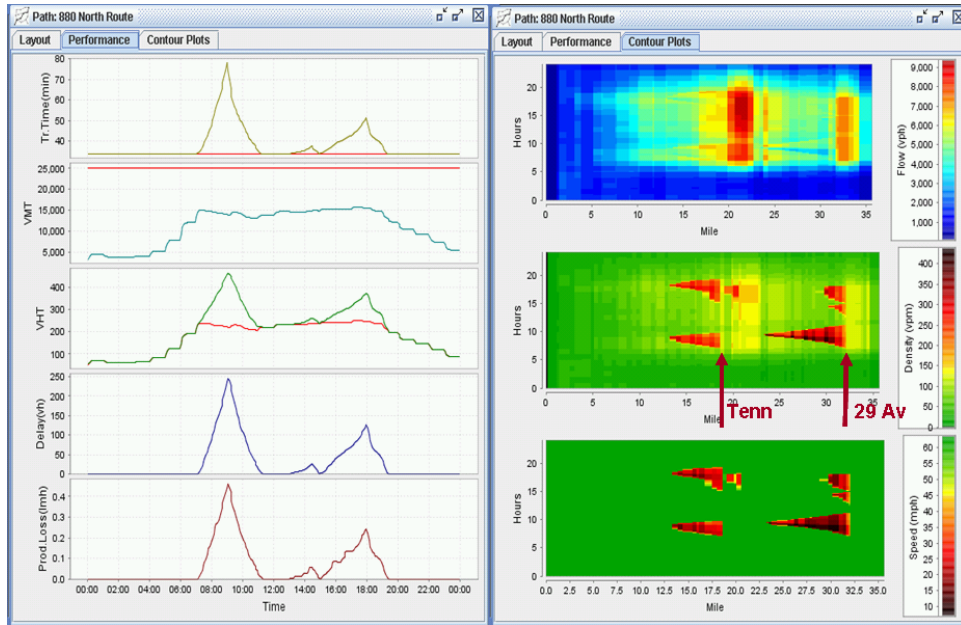 Path: 880 North Route
Layout Performance Contour Plots
Tr.Time(min)
80
70
60
50
40
VMT
25,000
20,000
15,000
10,000
5,000
VHT
400
300
200
100
Delay(vh)
250
200
150
100
50
0
Prod.Loss(lmh)
0.4
0.3
0.2
0.1
0.0
00:00 02:00 04:00 06:00 08:00 10:00 12:00 14:00 16:00 18:00 20:00 22:00 00:00
Time
Path: 880 North Route
Layout Performance Contour Plots
Hours
20
15
10
5
0
0 5 10 15 20 25 30 35
Mile
Flow (vph)
9,000
8,000
7,000
6,000
5,000
4,000
3,000
2,000
1,000
Hours
20
15
10
5
0
0 5 10 15 20 25 30 35
Mile
Tenn
29 Av
Density (vpm)
400
350
300
250
200
150
100
50
0
Hours
20
15
10
5
0
0.0 2.5 5.0 7.5 10.0 12.5 15.0 17.5 20.0 22.5 25.0 27.5 30.0 32.5 35.0
Mile
Speed (mph)
60
55
50
45
40
35
30
25
20
15
10